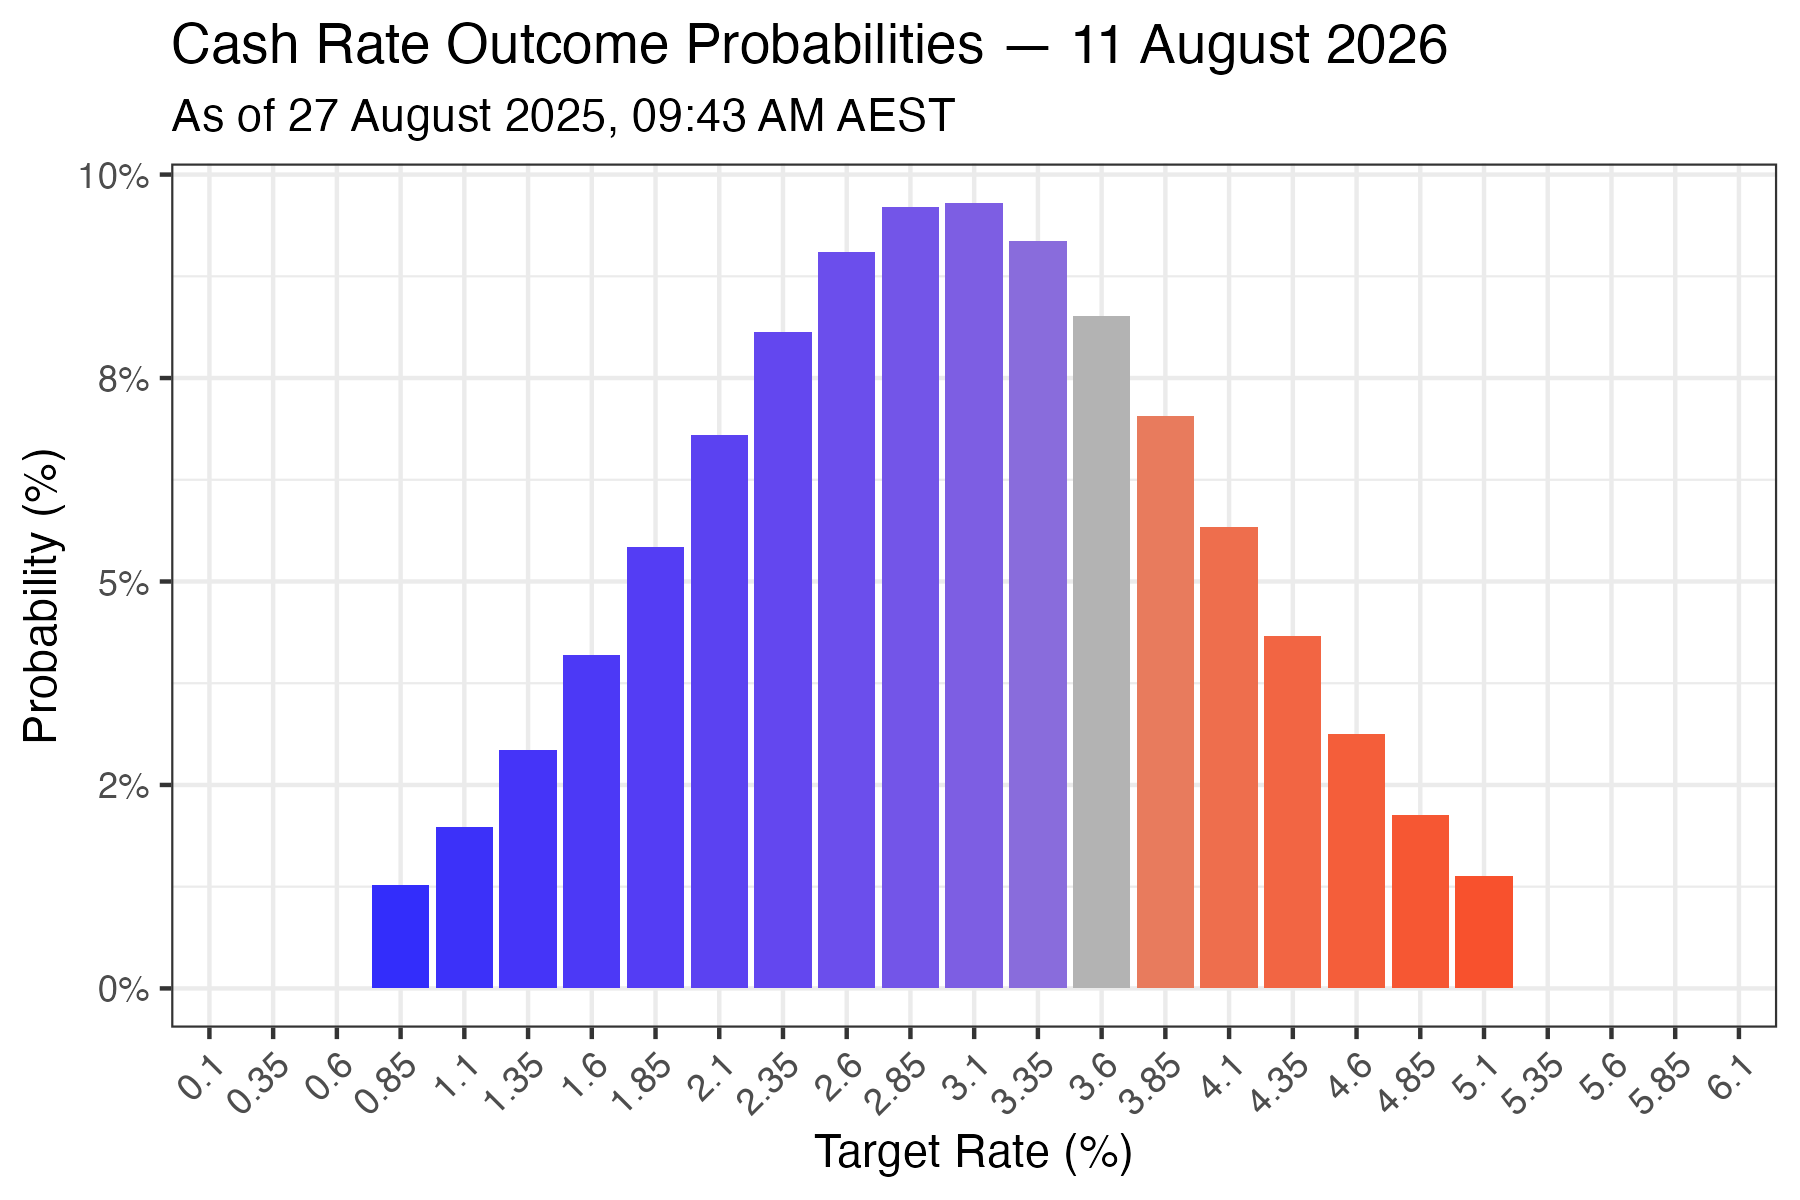 Cash Rate Outcome Probabilities — 11 August 2026
As of 27 August 2025, 09:43 AM AEST
Probability (%)
10%
8%
5%
2%
0%
0.1 0.35 0.6 0.85 1.1 1.35 1.6 1.85 2.1 2.35 2.6 2.85 3.1 3.35 3.6 3.85 4.1 4.35 4.6 4.85 5.1 5.35 5.6 5.85 6.1
Target Rate (%)